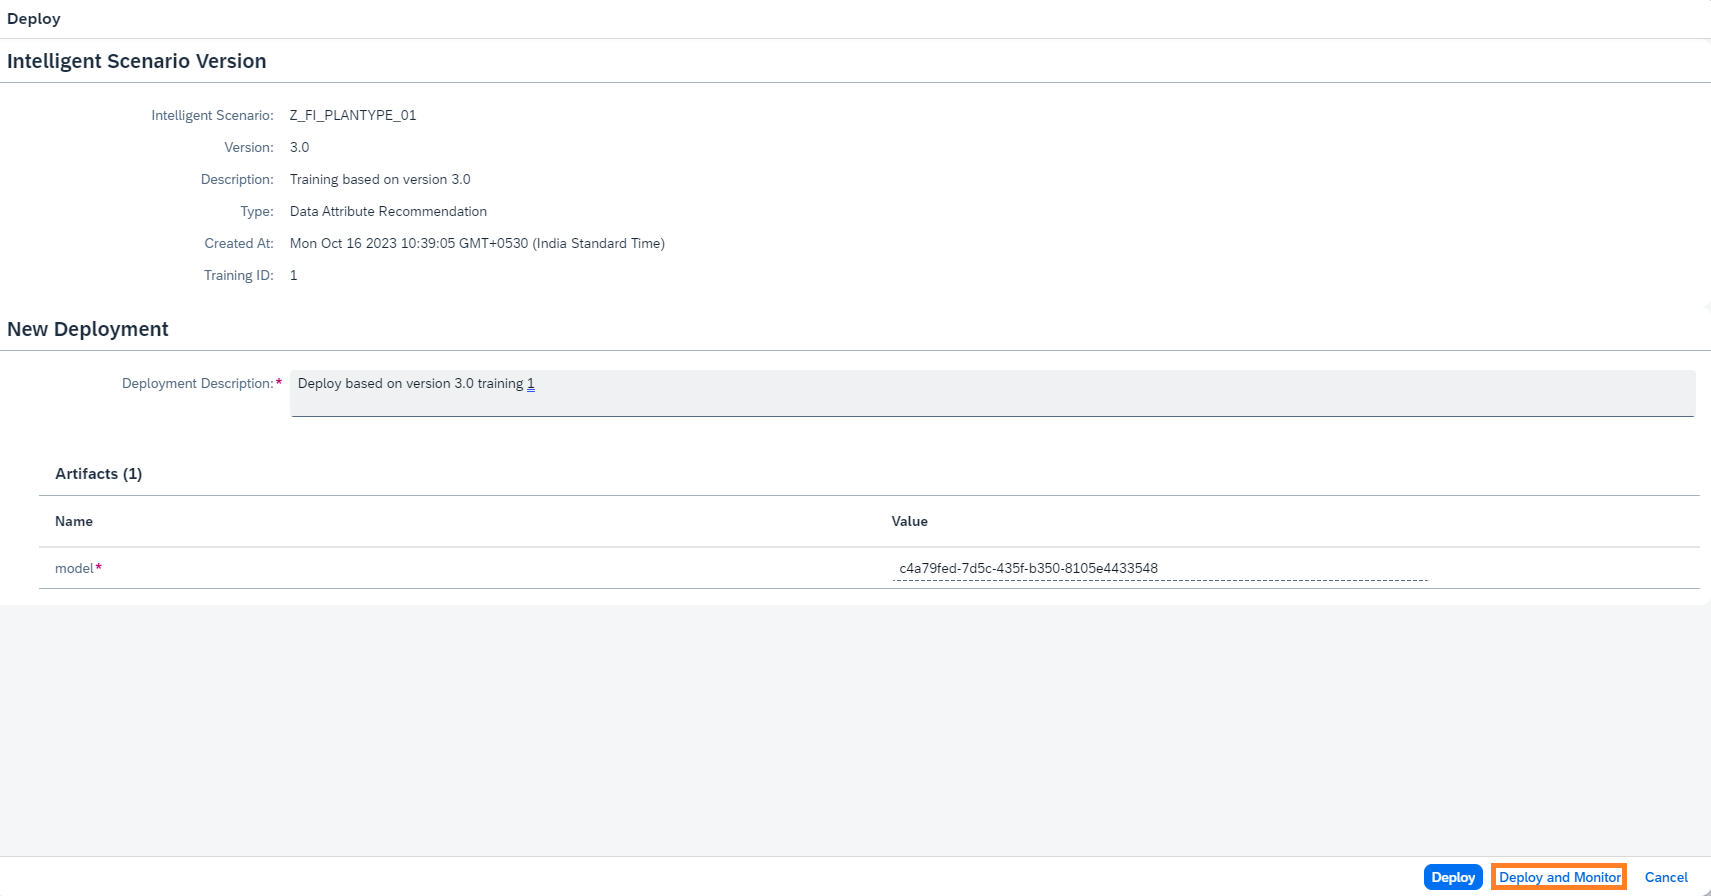 Deploy
Intelligent Scenario Version
Intelligent Scenario: Z_FI_PLANTYPE_01
Version: 3.0
Description: Training based on version 3.0
Type: Data Attribute Recommendation
Created At: Mon Oct 16 2023 10:39:05 GMT+0530 (India Standard Time)
Training ID: 1
New Deployment
Deployment Description:* Deploy based on version 3.0 training 1
Artifacts (1)
Name Value
model* c4a79fed-7d5c-435f-b350-8105e4433548
Deploy Deploy and Monitor Cancel